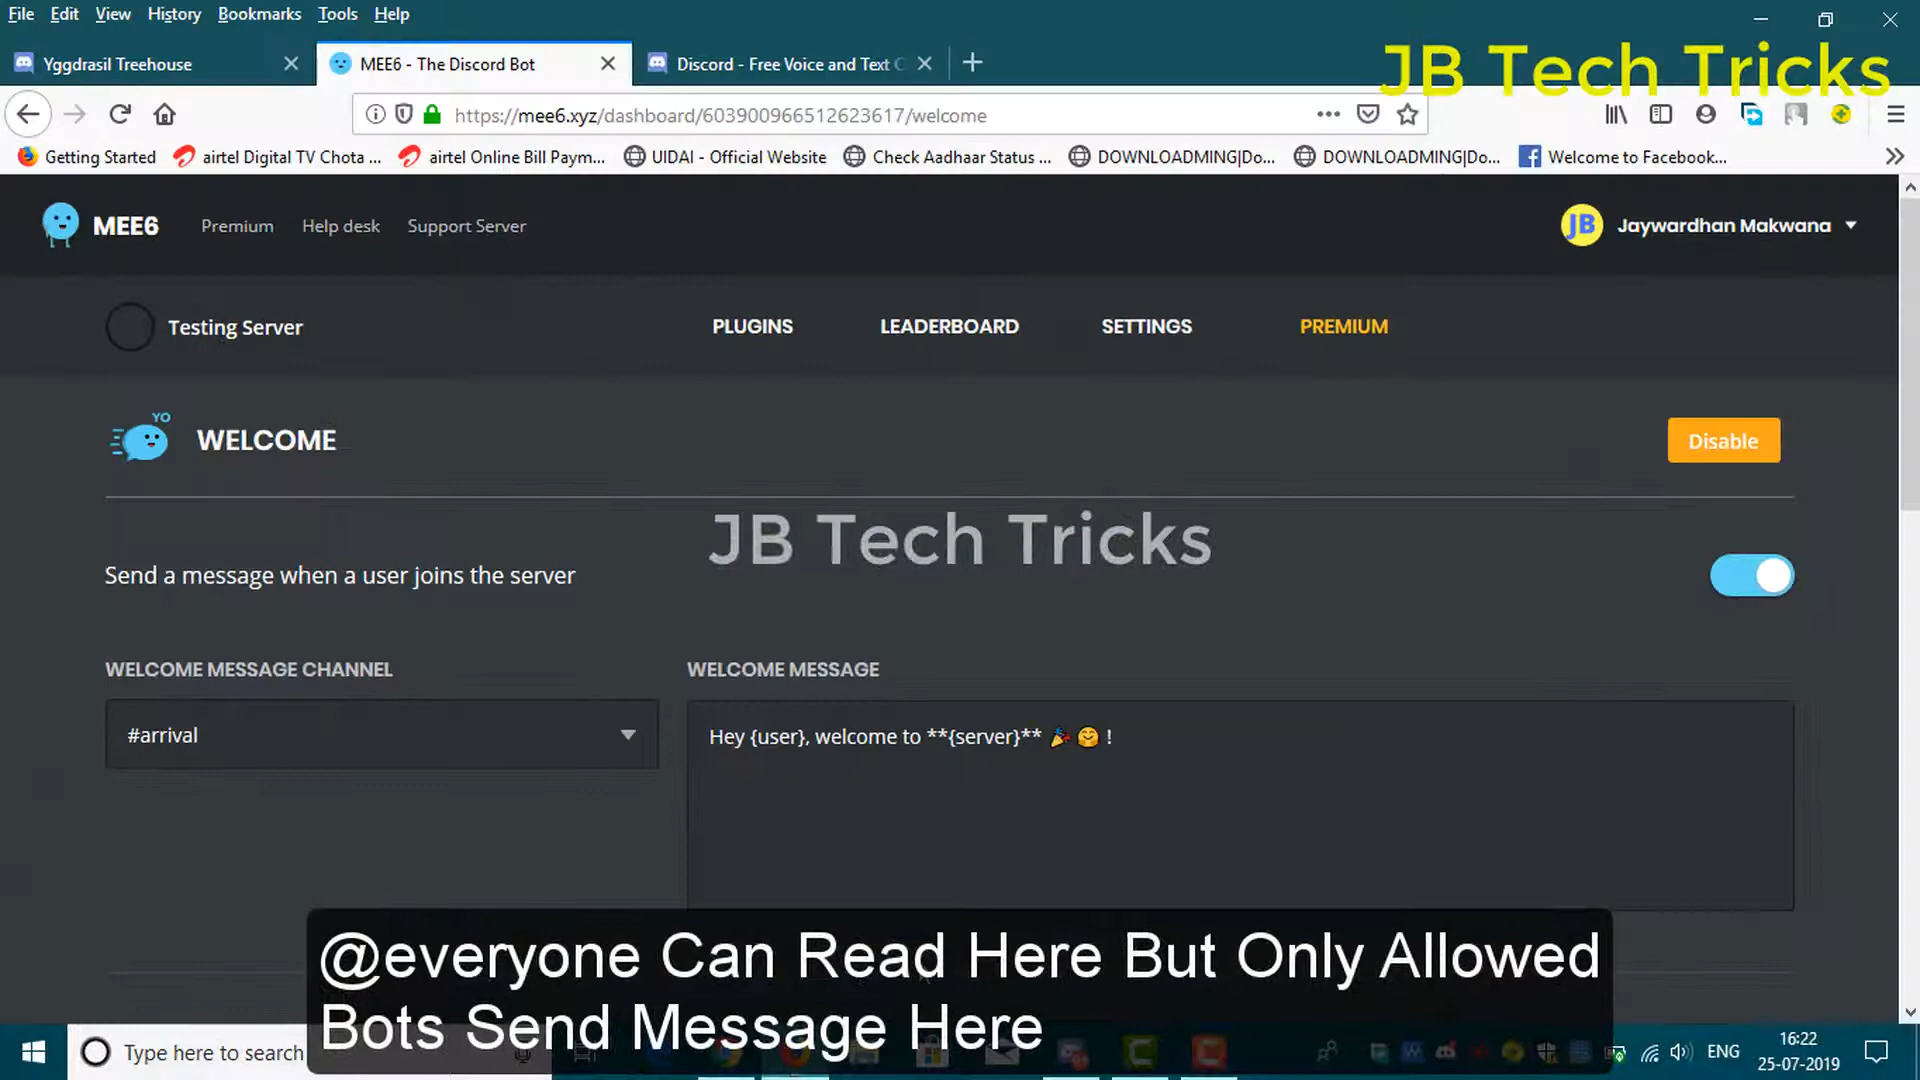 File Edit View History Bookmarks Tools Help
Yggdrasil Treehouse
MEE6 - The Discord Bot
Discord - Free Voice and Text C
JB Tech Tricks
https://mee6.xyz/dashboard/603900966512623617/welcome
Getting Started
airtel Digital TV Chota ...
airtel Online Bill Paym...
UIDAI - Official Website
Check Aadhaar Status ...
DOWNLOADMING|Do...
DOWNLOADMING|Do...
Welcome to Facebook...
MEE6
Premium
Help desk
Support Server
JB
Jaywardhan Makwana
Testing Server
PLUGINS
LEADERBOARD
SETTINGS
PREMIUM
YO
WELCOME
Disable
JB Tech Tricks
Send a message when a user joins the server
WELCOME MESSAGE CHANNEL
WELCOME MESSAGE
#arrival
Hey {user}, welcome to **{server}** 🎉 🤗 !
@everyone Can Read Here But Only Allowed
Bots Send Message Here
Type here to search
ENG
16:22
25-07-2019